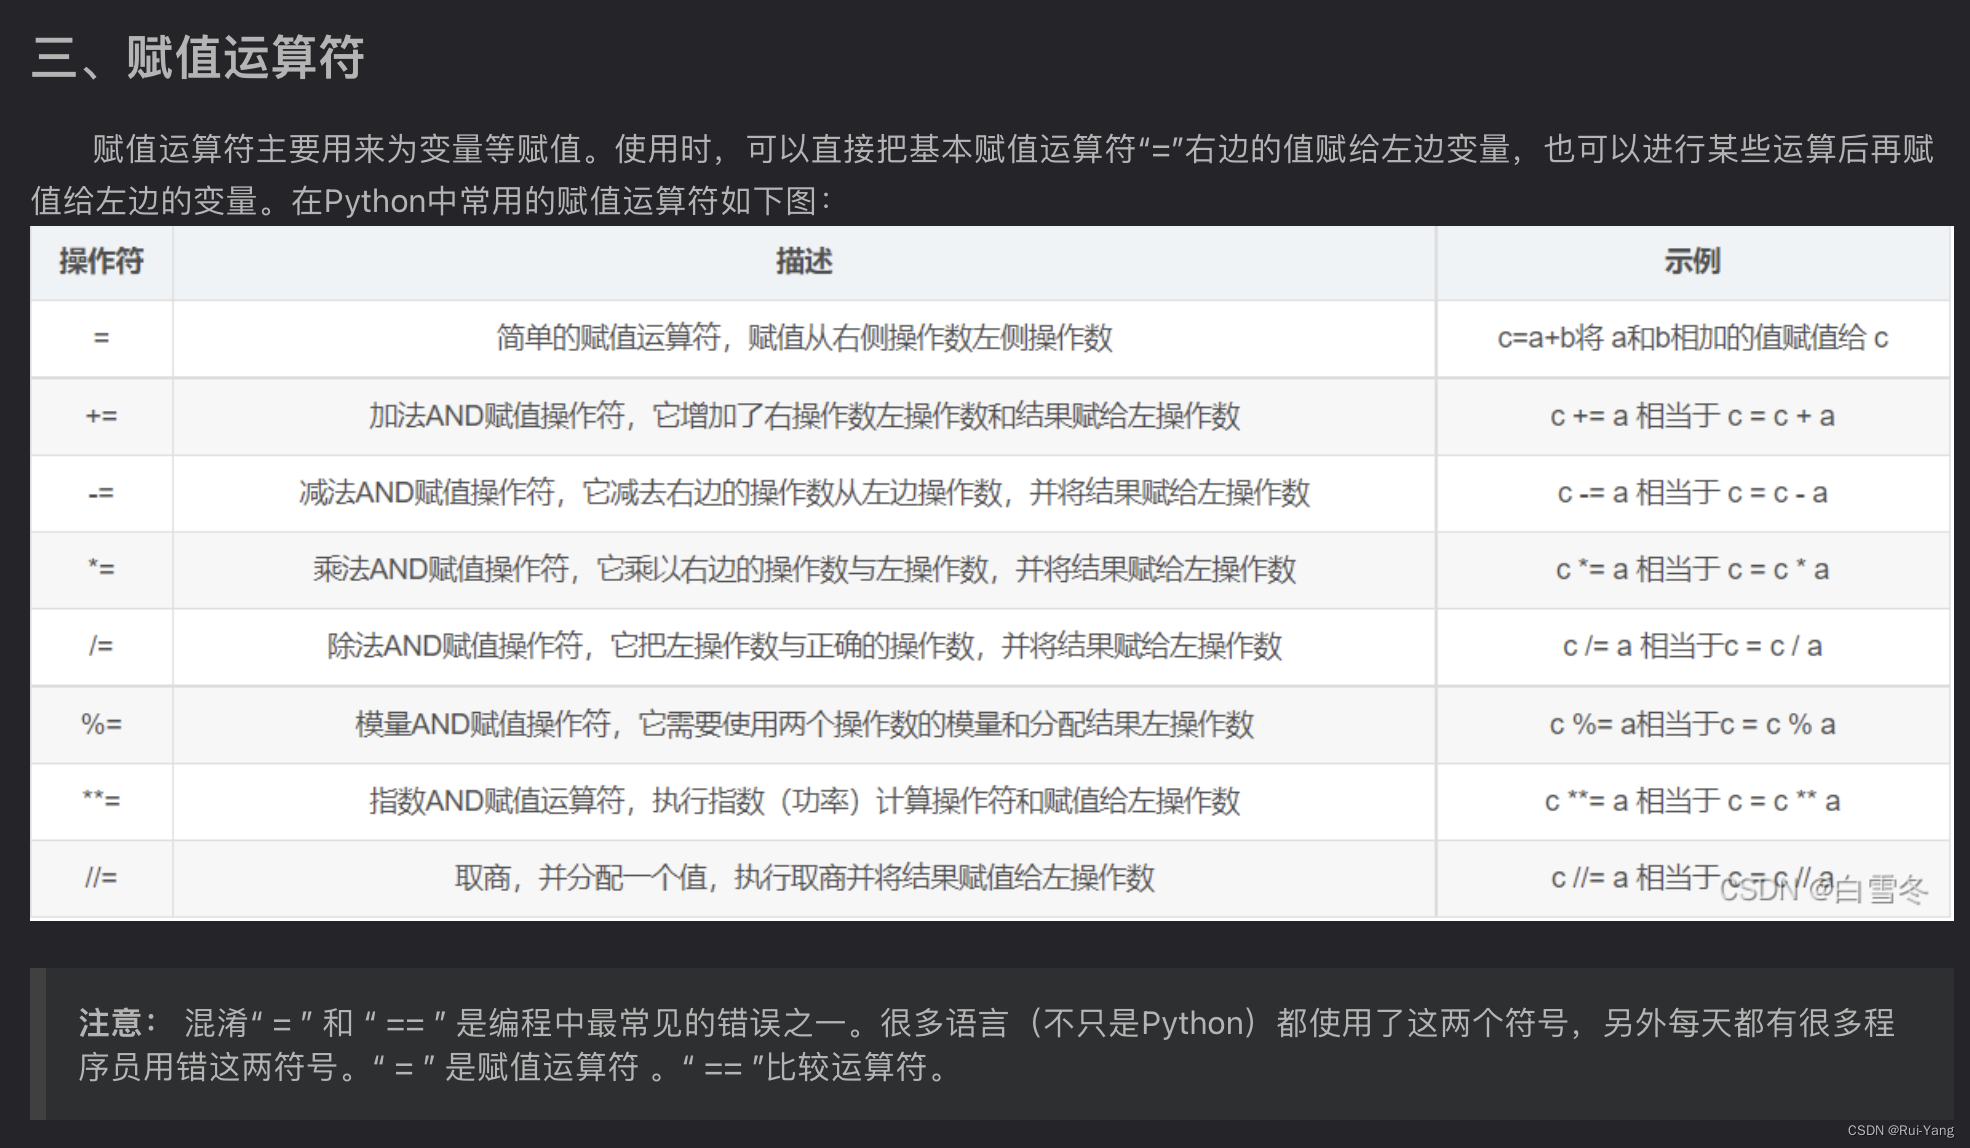 三、赋值运算符
赋值运算符主要用来为变量等赋值。使用时，可以直接把基本赋值运算符“=”右边的值赋给左边变量，也可以进行某些运算后再赋
值给左边的变量。在Python中常用的赋值运算符如下图：
操作符 描述 示例
= 简单的赋值运算符，赋值从右侧操作数左侧操作数 c=a+b将 a和b相加的值赋值给 c
+= 加法AND赋值操作符，它增加了右操作数左操作数和结果赋给左操作数 c += a 相当于 c = c + a
-= 减法AND赋值操作符，它减去右边的操作数从左边操作数，并将结果赋给左操作数 c -= a 相当于 c = c - a
*= 乘法AND赋值操作符，它乘以右边的操作数与左操作数，并将结果赋给左操作数 c *= a 相当于 c = c * a
/= 除法AND赋值操作符，它把左操作数与正确的操作数，并将结果赋给左操作数 c /= a 相当于c = c / a
%= 模量AND赋值操作符，它需要使用两个操作数的模量和分配结果左操作数 c %= a相当于c = c % a
**= 指数AND赋值运算符，执行指数（功率）计算操作符和赋值给左操作数 c **= a 相当于 c = c ** a
//= 取商，并分配一个值，执行取商并将结果赋值给左操作数 c //= a 相当于 c = c // a
CSDN @白雪冬
注意： 混淆“ = ” 和 “ == ” 是编程中最常见的错误之一。很多语言（不只是Python）都使用了这两个符号，另外每天都有很多程
序员用错这两符号。“ = ” 是赋值运算符 。“ == ”比较运算符。
CSDN @Rui-Yang